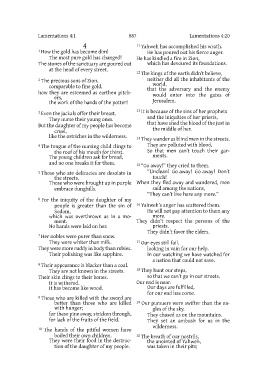 Lamentations 4:1
887
Lamentations 4:20
4
1 How the gold has become dim!
The most pure gold has changed!
The stones of the sanctuary are poured out
at the head of every street.
2 The precious sons of Zion,
comparable to fine gold,
how they are esteemed as earthen pitch-
ers,
the work of the hands of the potter!
3 Even the jackals offer their breast.
They nurse their young ones.
But the daughter of my people has become
cruel,
like the ostriches in the wilderness.
4 The tongue of the nursing child clings to
the roof of his mouth for thirst.
The young children ask for bread,
and no one breaks it for them.
5 Those who ate delicacies are desolate in
the streets.
Those who were brought up in purple
embrace dunghills.
6 For the iniquity of the daughter of my
people is greater than the sin of
Sodom,
which was overthrown as in a mo-
ment.
No hands were laid on her.
7 Her nobles were purer than snow.
They were whiter than milk.
They were more ruddy in body than rubies.
Their polishing was like sapphire.
8 Their appearance is blacker than a coal.
They are not known in the streets.
Their skin clings to their bones.
It is withered.
It has become like wood.
9 Those who are killed with the sword are
better than those who are killed
with hunger;
for these pine away, stricken through,
for lack of the fruits of the field.
10 The hands of the pitiful women have
boiled their own children.
They were their food in the destruc-
tion of the daughter of my people.
11 Yahweh has accomplished his wrath.
He has poured out his fierce anger.
He has kindled a fire in Zion,
which has devoured its foundations.
12 The kings of the earth didn't believe,
neither did all the inhabitants of the
world,
that the adversary and the enemy
would enter into the gates of
Jerusalem.
13 It is because of the sins of her prophets
and the iniquities of her priests,
that have shed the blood of the just in
the middle of her.
14 They wander as blind men in the streets.
They are polluted with blood,
So that men can't touch their gar-
ments.
15 "Go away!" they cried to them.
"Unclean! Go away! Go away! Don't
touch!
When they fled away and wandered, men
said among the nations,
"They can't live here any more."
16 Yahweh's anger has scattered them.
He will not pay attention to them any
more.
They didn't respect the persons of the
priests.
They didn't favor the elders.
17 Our eyes still fail,
looking in vain for our help.
In our watching we have watched for
a nation that could not save.
18 They hunt our steps,
so that we can't go in our streets.
Our end is near.
Our days are fulfilled,
for our end has come.
19 Our pursuers were swifter than the ea-
gles of the sky.
They chased us on the mountains.
They set an ambush for us in the
wilderness.
20 The breath of our nostrils,
the anointed of Yahweh,
was taken in their pits;